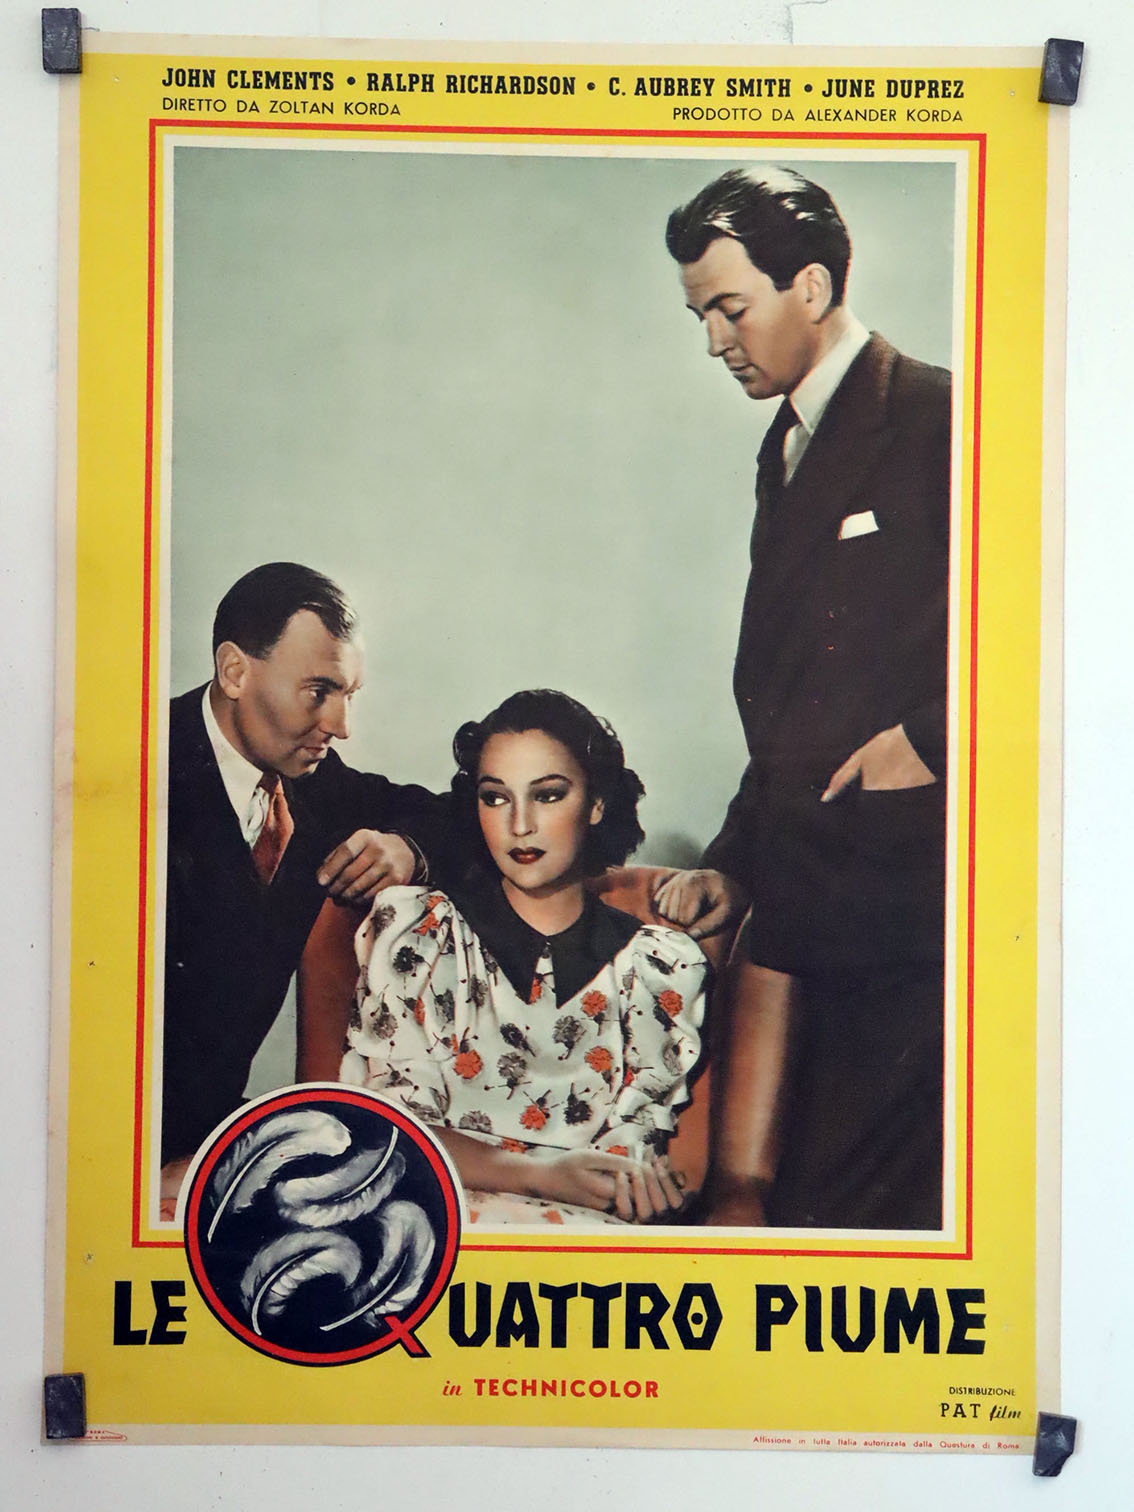 JOHN CLEMENTS • RALPH RICHARDSON • C. AUBREY SMITH • JUNE DUPREZ
DIRETTO DA ZOLTAN KORDA PRODOTTO DA ALEXANDER KORDA
LE QUATTRO PIUME
in TECHNICOLOR
DISTRIBUZIONE
PAT film
Affissione in tutta Italia autorizzata dalla Questura di Roma